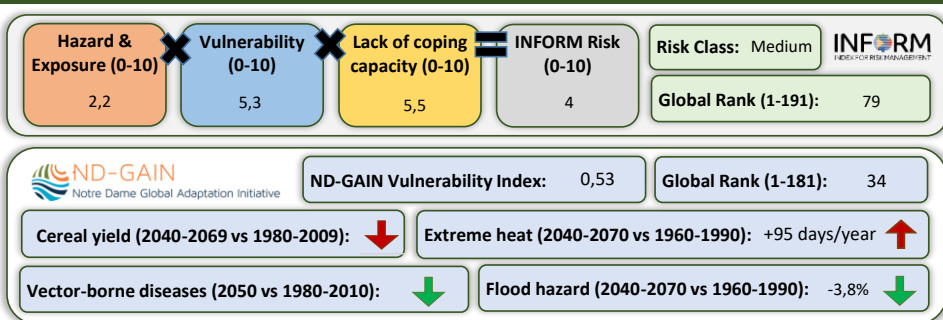 Hazard &
Exposure (0-10)
2,2
Vulnerability
(0-10)
5,3
Lack of coping
capacity (0-10)
5,5
INFORM Risk
(0-10)
4
Risk Class: Medium
INFORM
INDEX FOR RISK MANAGEMENT
Global Rank (1-191): 79
ND-GAIN
Notre Dame Global Adaptation Initiative
ND-GAIN Vulnerability Index: 0,53
Global Rank (1-181): 34
Cereal yield (2040-2069 vs 1980-2009):
Extreme heat (2040-2070 vs 1960-1990): +95 days/year
Vector-borne diseases (2050 vs 1980-2010):
Flood hazard (2040-2070 vs 1960-1990): -3,8%